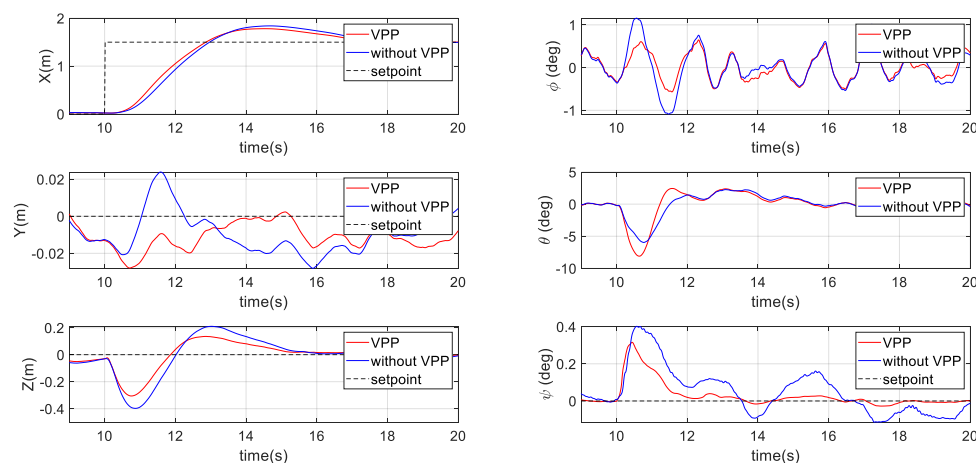 2
1
0
X(m)
VPP
without VPP
setpoint
10 12 14 16 18 20
time(s)
1
0
-1
ϕ (deg)
VPP
without VPP
10 12 14 16 18 20
time(s)
0.02
0
-0.02
Y(m)
VPP
without VPP
setpoint
10 12 14 16 18 20
time(s)
5
0
-5
-10
θ (deg)
VPP
without VPP
10 12 14 16 18 20
time(s)
0.2
0
-0.2
-0.4
Z(m)
VPP
without VPP
setpoint
10 12 14 16 18 20
time(s)
0.4
0.2
0
ψ (deg)
VPP
without VPP
setpoint
10 12 14 16 18 20
time(s)